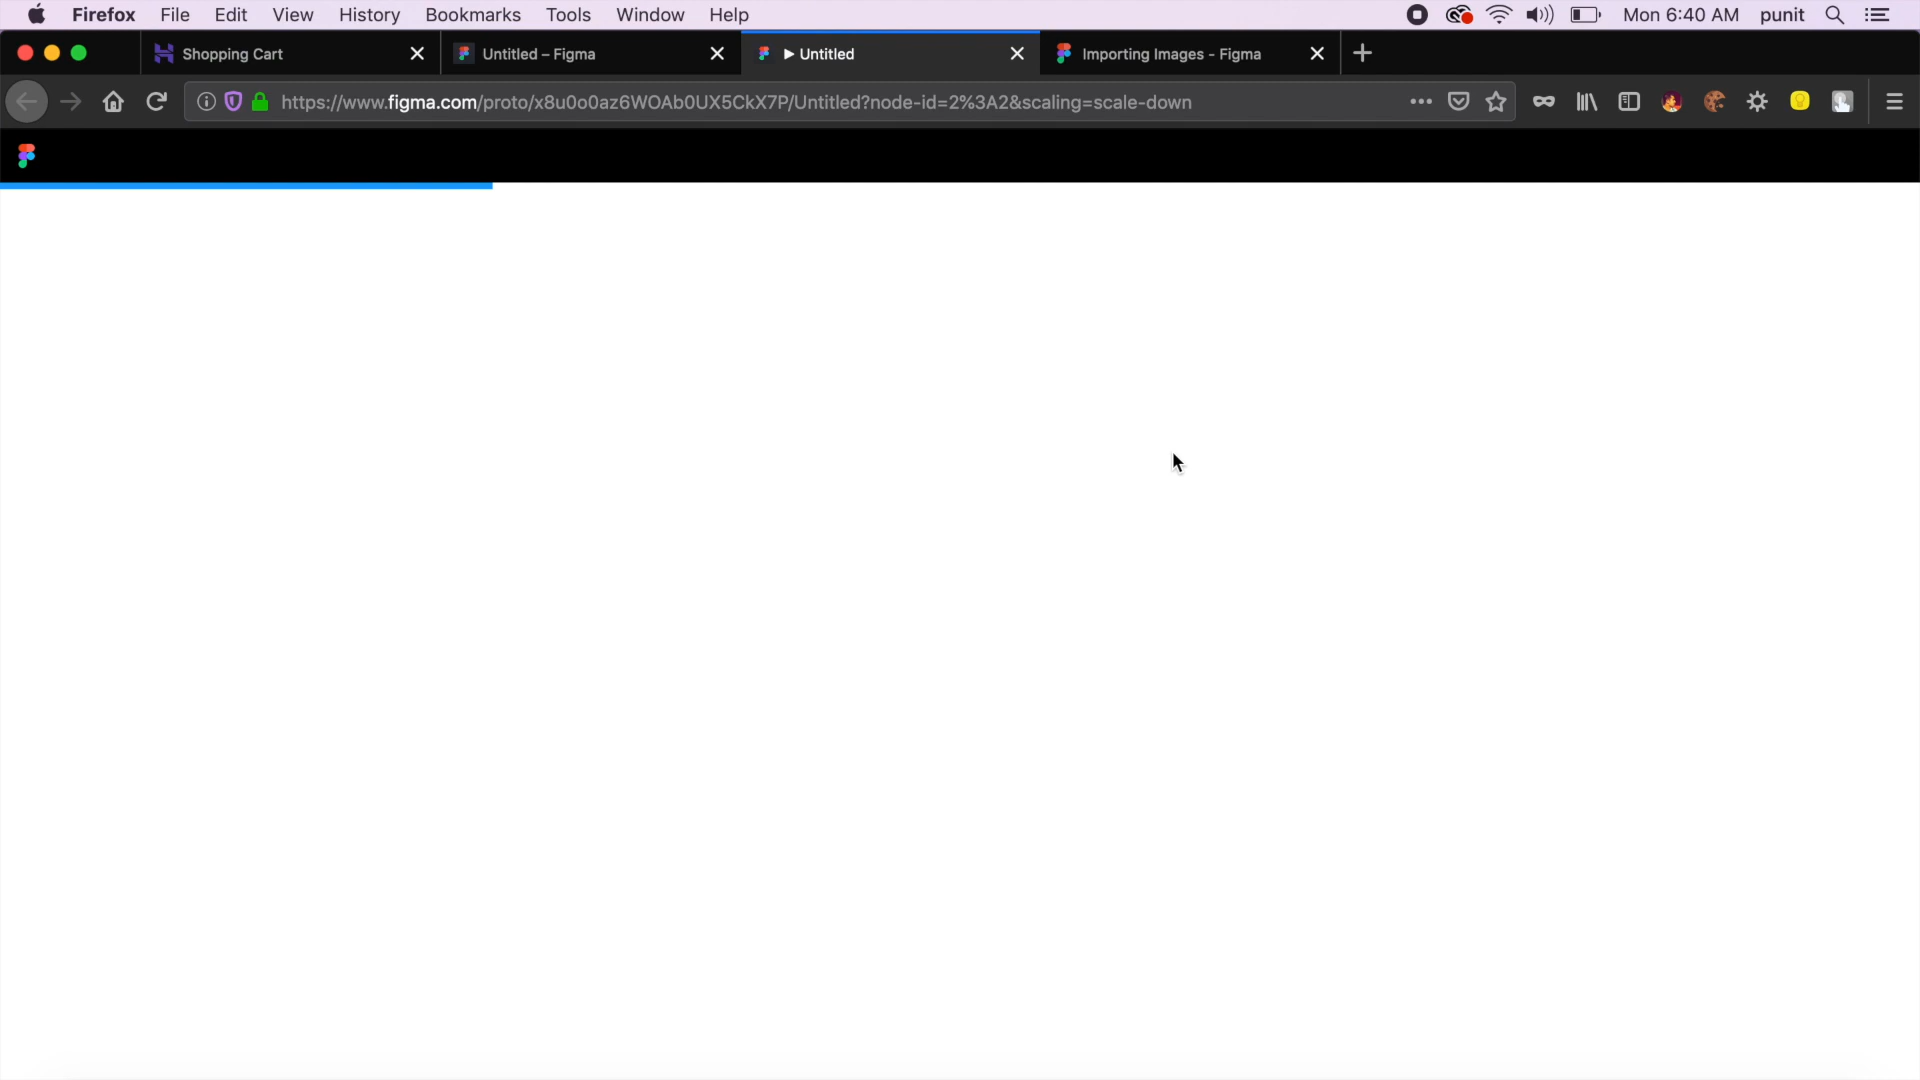 Firefox File Edit View History Bookmarks Tools Window Help Mon 6:40 AM punit
Shopping Cart Untitled – Figma Untitled Importing Images - Figma
https://www.figma.com/proto/x8u0o0az6WOAb0UX5CkX7P/Untitled?node-id=2%3A2&scaling=scale-down